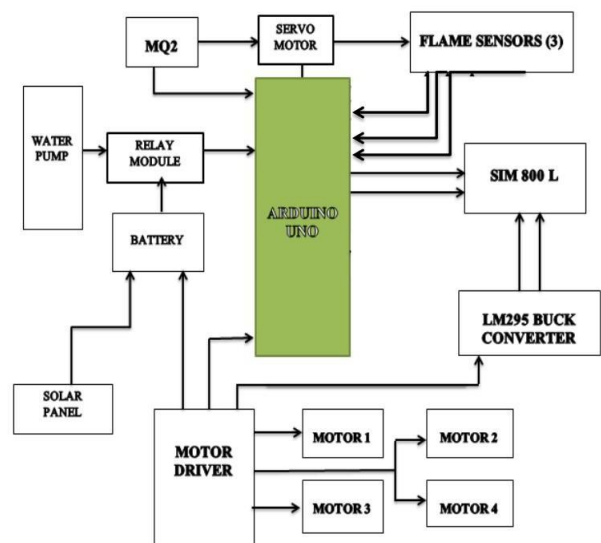 MQ2
SERVO
MOTOR
FLAME SENSORS (3)
WATER
PUMP
RELAY
MODULE
SIM 800 L
ARDUINO
UNO
BATTERY
LM295 BUCK
CONVERTER
SOLAR
PANEL
MOTOR
DRIVER
MOTOR 1
MOTOR 2
MOTOR 3
MOTOR 4